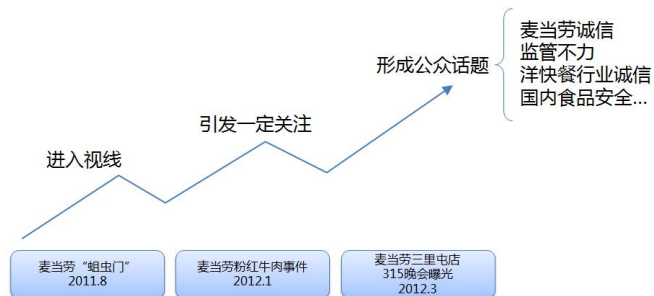 麦当劳诚信
监管不力
洋快餐行业诚信
国内食品安全...
形成公众话题
引发一定关注
进入视线
麦当劳“蛆虫门”
2011.8
麦当劳粉红牛肉事件
2012.1
麦当劳三里屯店
315晚会曝光
2012.3